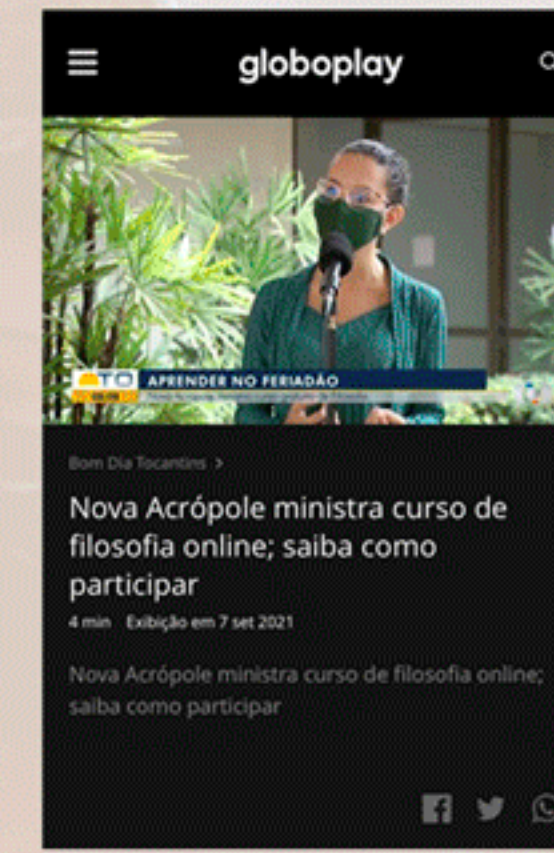 globoplay
TO
APRENDER NO FERIADÃO
Bom Dia Tocantins >
Nova Acrópole ministra curso de
filosofia online; saiba como
participar
4 min Exibição em 7 set 2021
Nova Acrópole ministra curso de filosofia online;
saiba como participar